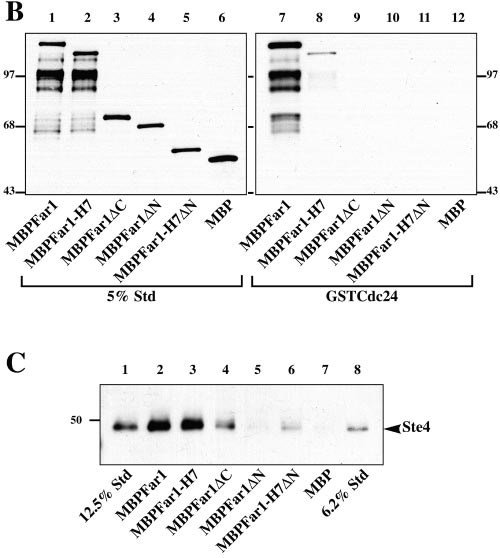 B
1 2 3 4 5 6 7 8 9 10 11 12
97 97
68 68
43 43
MBPFar1 MBPFar1-H7 MBPFar1ΔC MBPFar1ΔN MBPFar1-H7ΔN MBP MBPFar1 MBPFar1-H7 MBPFar1ΔC MBPFar1ΔN MBPFar1-H7ΔN MBP
5% Std GSTCdc24
C
1 2 3 4 5 6 7 8
50
Ste4
12.5% Std MBPFar1 MBPFar1-H7 MBPFar1ΔC MBPFar1ΔN MBPFar1-H7ΔN MBP 6.2% Std